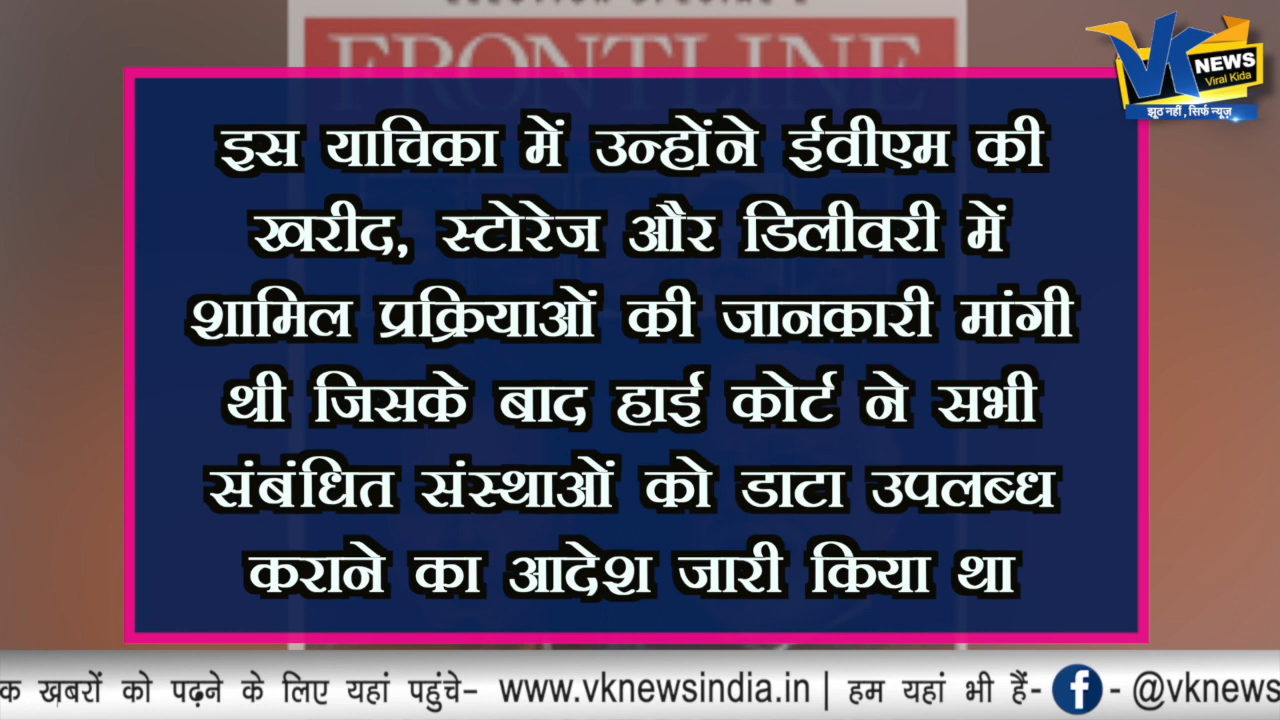 FRONTLINE
NEWS
Viral Kida
झूठ नहीं, सिर्फ न्यूज़
इस याचिका में उन्होंने ईवीएम की
खरीद, स्टोरेज और डिलीवरी में
शामिल प्रक्रियाओं की जानकारी मांगी
थी जिसके बाद हाई कोर्ट ने सभी
संबंधित संस्थाओं को डाटा उपलब्ध
कराने का आदेश जारी किया था
क ख़बरों को पढ़ने के लिए यहां पहुंचे- www.vknewsindia.in | हम यहां भी हैं- f - @vknews